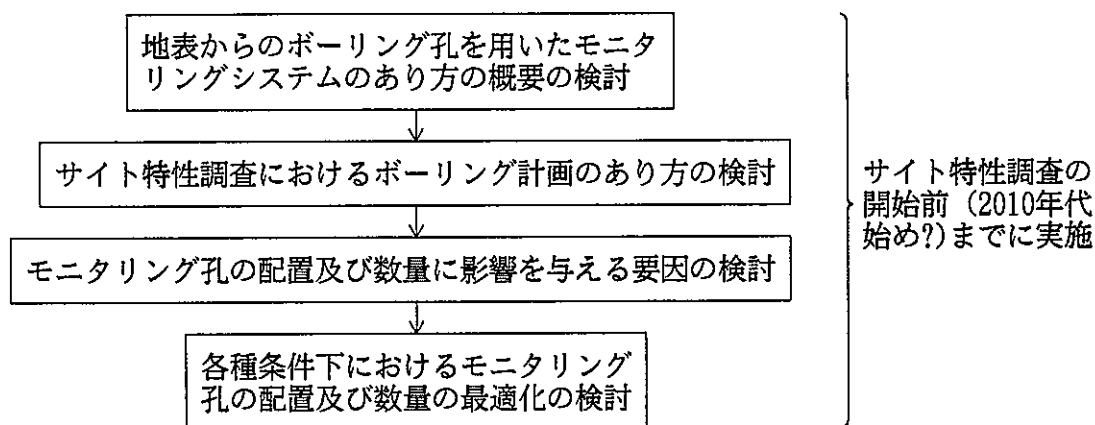 地表からのボーリング孔を用いたモニタ
リングシステムのあり方の概要の検討
サイト特性調査におけるボーリング計画のあり方の検討
モニタリング孔の配置及び数量に影響を与える要因の検討
各種条件下におけるモニタリング
孔の配置及び数量の最適化の検討
サイト特性調査の
開始前（2010年代
始め?)までに実施